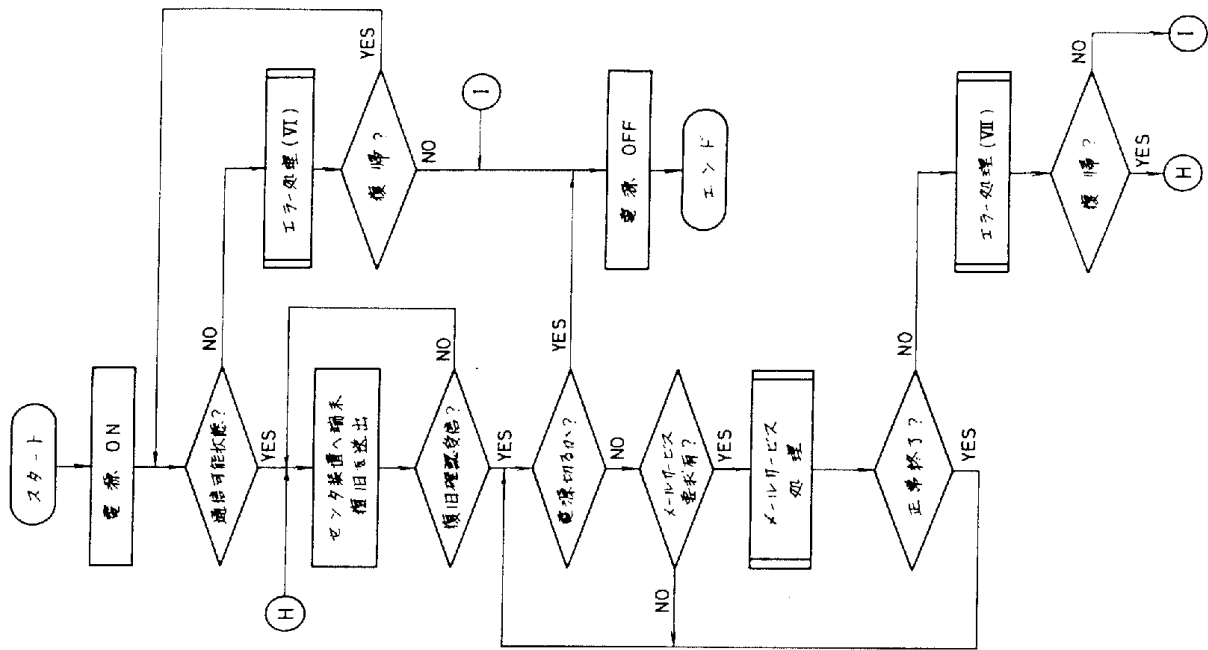 スタート
電源 ON
通信可能状態?
NO
YES
エラー処理(VI)
復帰?
YES
NO
I
H
センタ装置へ端末
復旧を送出
復旧確認受信?
NO
YES
電源切るか?
YES
NO
電源 OFF
エンド
メールサービス
要求有?
NO
YES
メールサービス
処理
正常終了?
NO
YES
エラー処理(VII)
復帰?
NO
YES
I
H